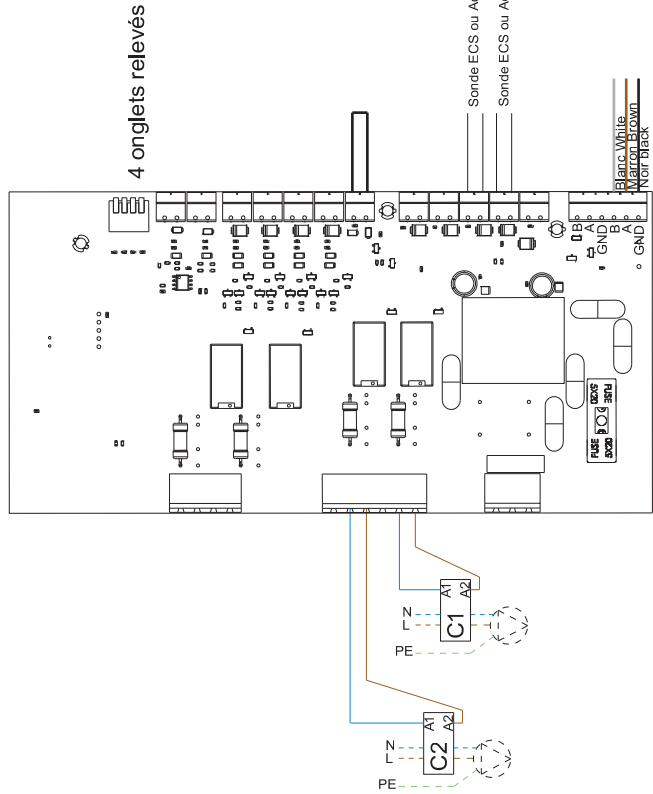 4 onglets relevés
Sonde ECS ou
Sonde ECS ou
Blanc White
Marron Brown
Noir black
B
A
GND
B
A
GND
FUSE
5X20
FUSE
5X20
A1
A2
C1
N
L
PE
A1
A2
C2
N
L
PE